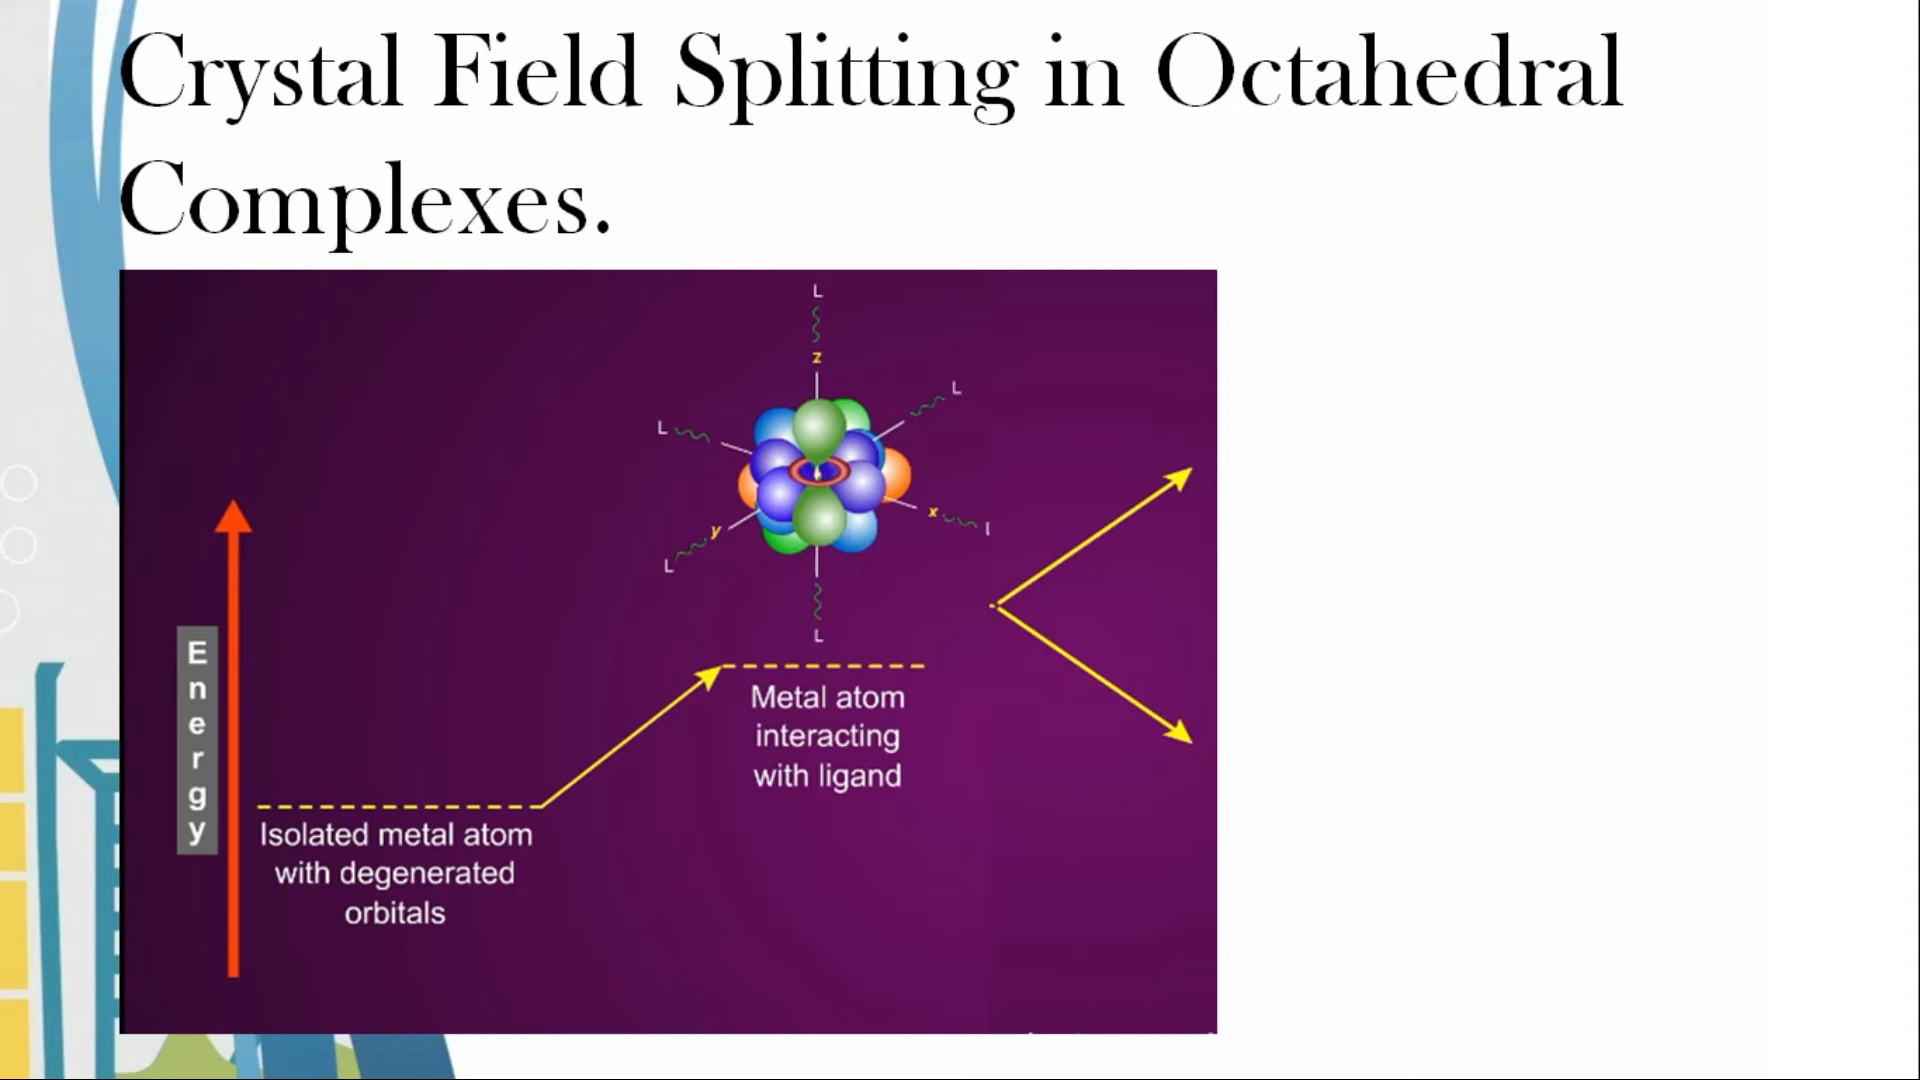 Crystal Field Splitting in Octahedral
Complexes.
L
z
L
L
x
l
y
L
L
Energy
Metal atom
interacting
with ligand
Isolated metal atom
with degenerated
orbitals